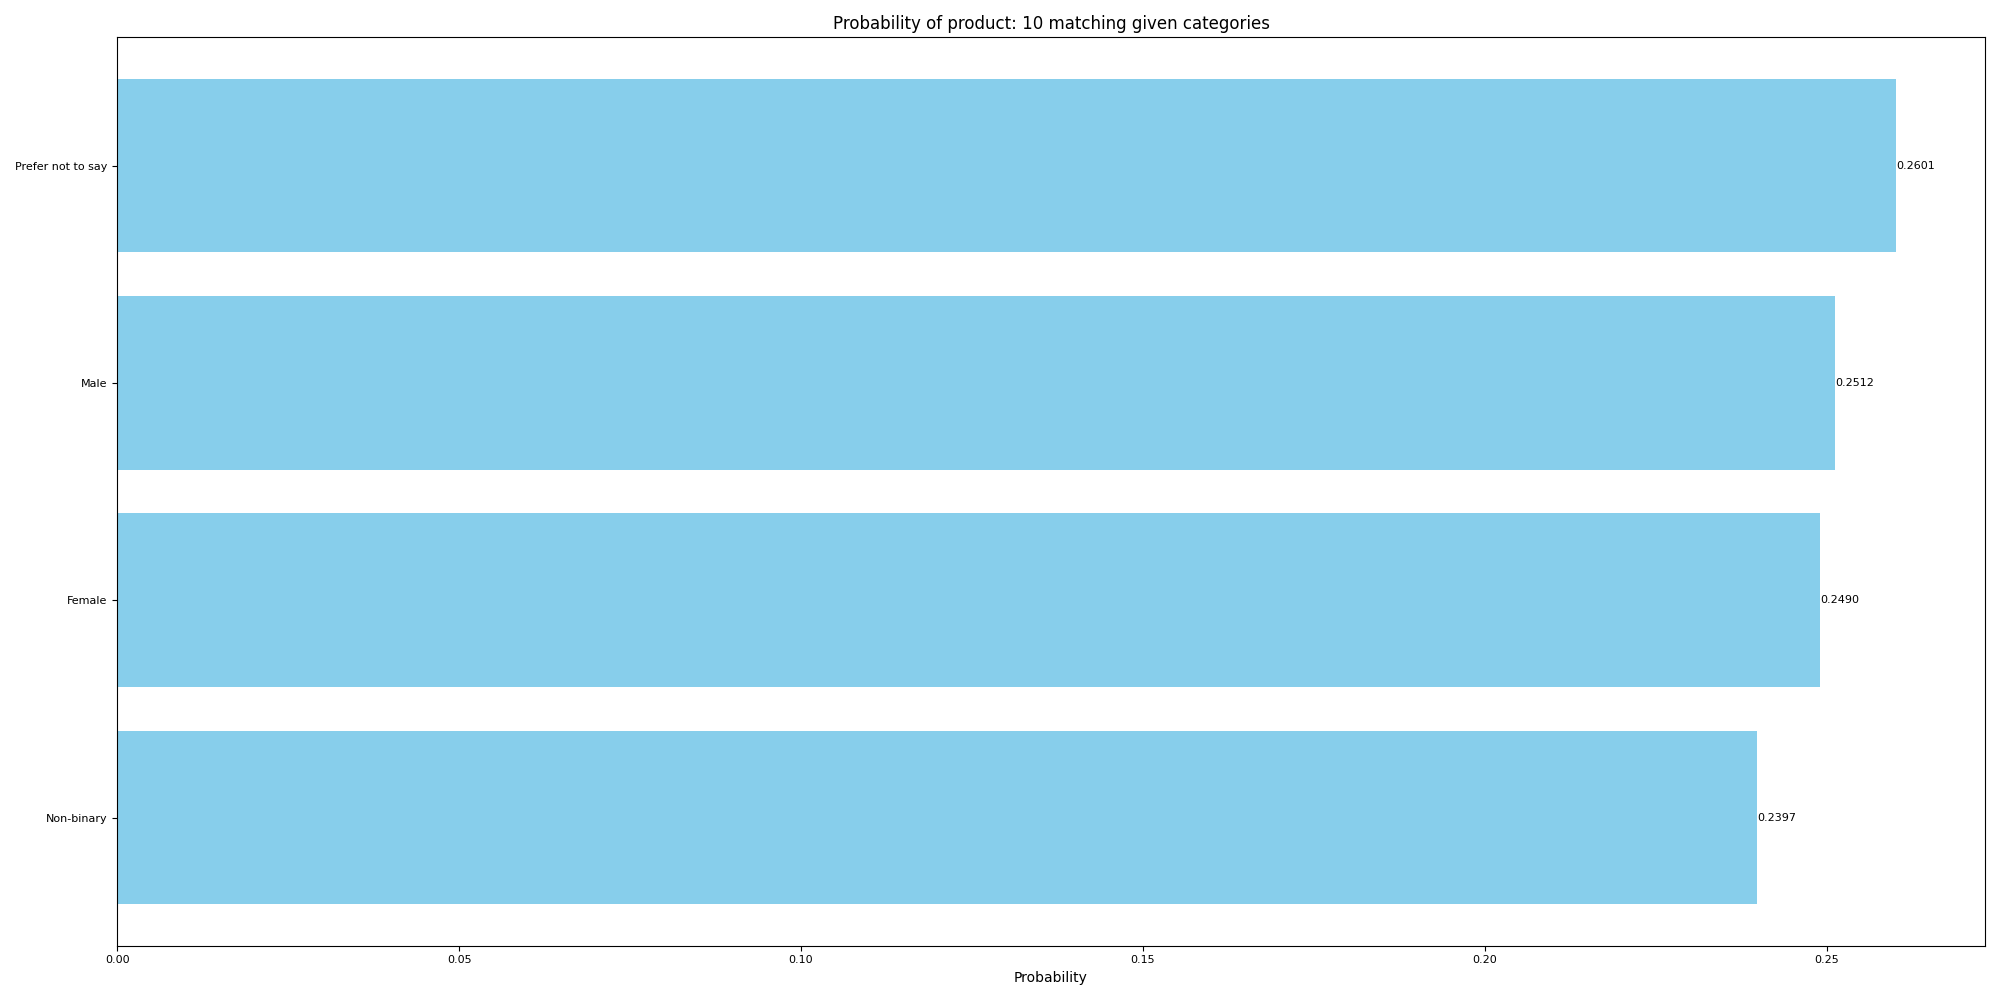 Probability of product: 10 matching given categories
Prefer not to say
0.2601
Male
0.2512
Female
0.2490
Non-binary
0.2397
0.00 0.05 0.10 0.15 0.20 0.25
Probability